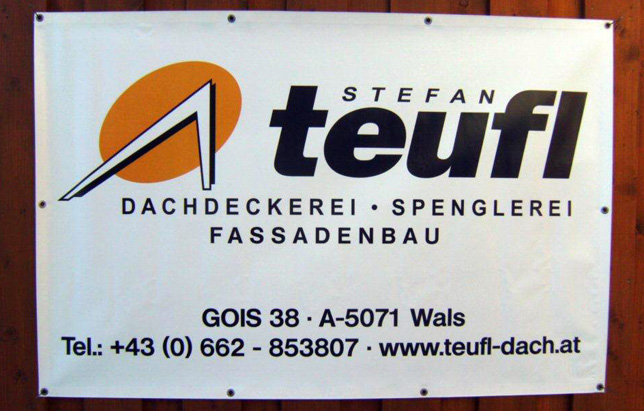 STEFAN
teufl
DACHDECKEREI · SPENGLEREI
FASSADENBAU
GOIS 38 · A-5071 Wals
Tel.: +43 (0) 662 - 853807 · www.teufl-dach.at